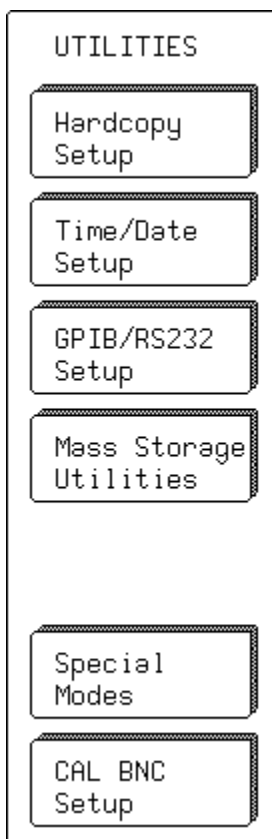 UTILITIES
Hardcopy
Setup
Time/Date
Setup
GPIB/RS232
Setup
Mass Storage
Utilities
Special
Modes
CAL BNC
Setup